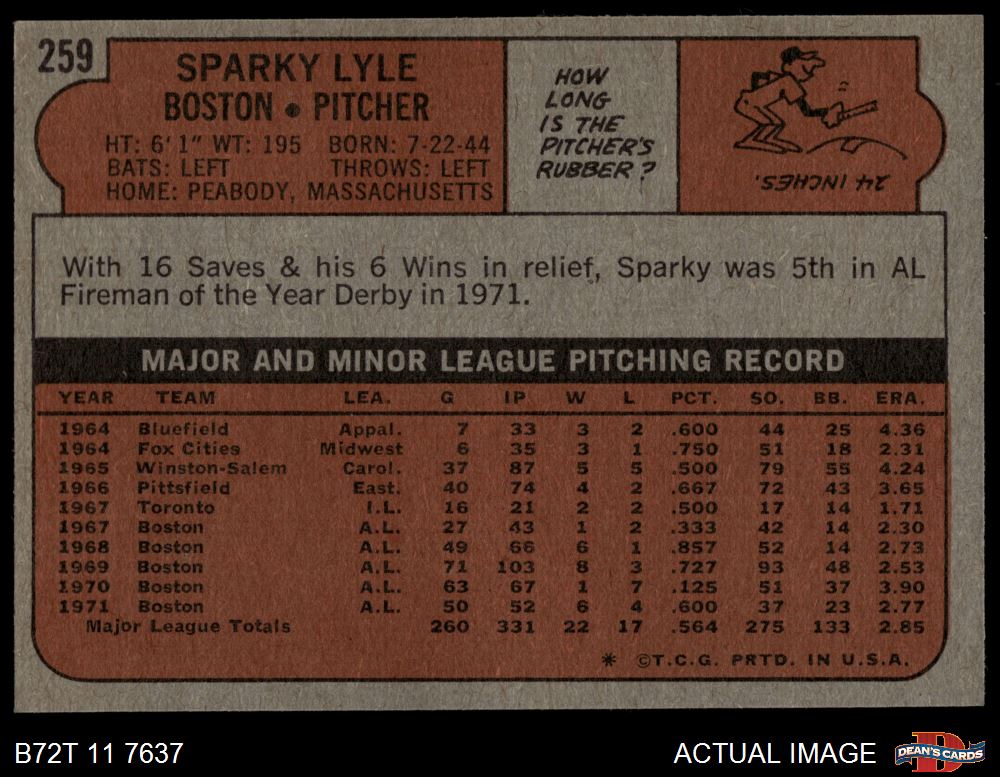 259
SPARKY LYLE
BOSTON • PITCHER
HT: 6'1" WT: 195 BORN: 7-22-44
BATS: LEFT THROWS: LEFT
HOME: PEABODY, MASSACHUSETTS
HOW
LONG
IS THE
PITCHER'S
RUBBER?
24 INCHES.
With 16 Saves & his 6 Wins in relief, Sparky was 5th in AL
Fireman of the Year Derby in 1971.
MAJOR AND MINOR LEAGUE PITCHING RECORD
YEAR TEAM LEA. G IP W L PCT. SO. BB. ERA.
1964 Bluefield Appal. 7 33 3 2 .600 44 25 4.36
1964 Fox Cities Midwest 6 35 3 1 .750 51 18 2.31
1965 Winston-Salem Carol. 37 87 5 5 .500 79 55 4.24
1966 Pittsfield East. 40 74 4 2 .667 72 43 3.65
1967 Toronto I.L. 16 21 2 2 .500 17 14 1.71
1967 Boston A.L. 27 43 1 2 .333 42 14 2.30
1968 Boston A.L. 49 66 6 1 .857 52 14 2.73
1969 Boston A.L. 71 103 8 3 .727 93 48 2.53
1970 Boston A.L. 63 67 1 7 .125 51 37 3.90
1971 Boston A.L. 50 52 6 4 .600 37 23 2.77
Major League Totals 260 331 22 17 .564 275 133 2.85
* ©T.C.G. PRTD. IN U.S.A.
B72T 11 7637
ACTUAL IMAGE
D
DEAN'S CARDS